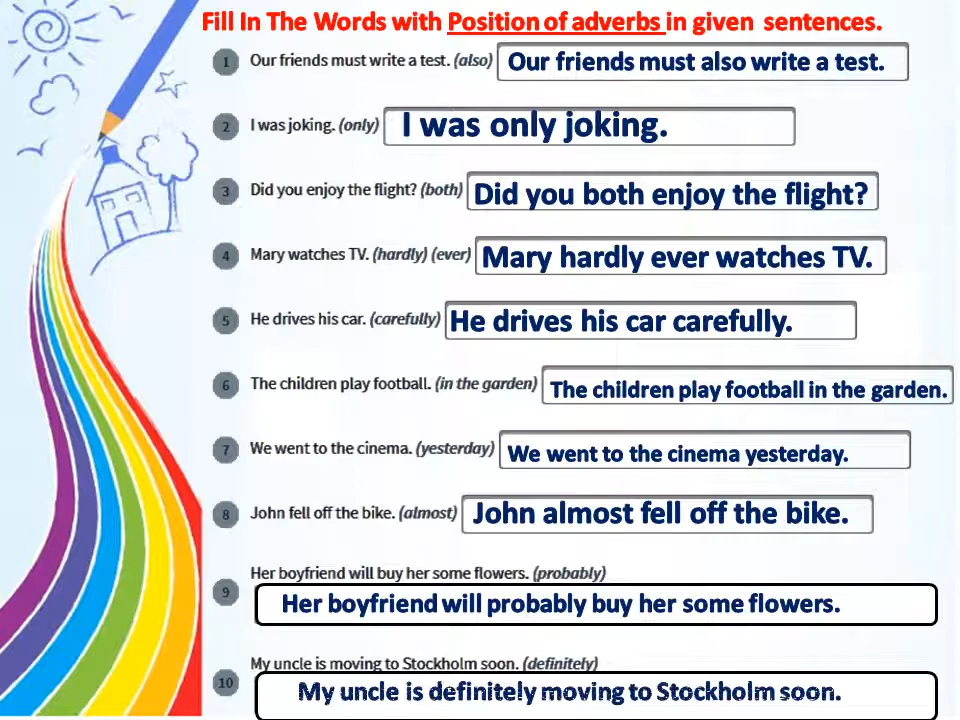 Fill In The Words with Position of adverbs in given sentences.
1 Our friends must write a test. (also) Our friends must also write a test.
2 I was joking. (only) I was only joking.
3 Did you enjoy the flight? (both) Did you both enjoy the flight?
4 Mary watches TV. (hardly) (ever) Mary hardly ever watches TV.
5 He drives his car. (carefully) He drives his car carefully.
6 The children play football. (in the garden) The children play football in the garden.
7 We went to the cinema. (yesterday) We went to the cinema yesterday.
8 John fell off the bike. (almost) John almost fell off the bike.
Her boyfriend will buy her some flowers. (probably)
9 Her boyfriend will probably buy her some flowers.
My uncle is moving to Stockholm soon. (definitely)
10 My uncle is definitely moving to Stockholm soon.